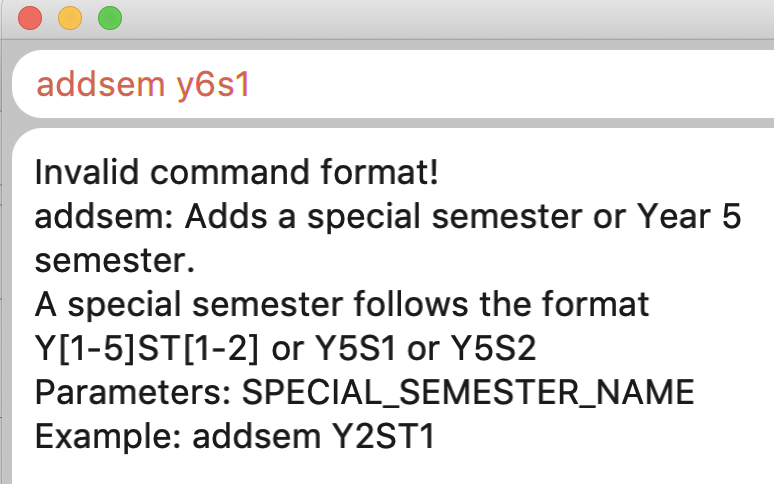 addsem y6s1
Invalid command format!
addsem: Adds a special semester or Year 5
semester.
A special semester follows the format
Y[1-5]ST[1-2] or Y5S1 or Y5S2
Parameters: SPECIAL_SEMESTER_NAME
Example: addsem Y2ST1